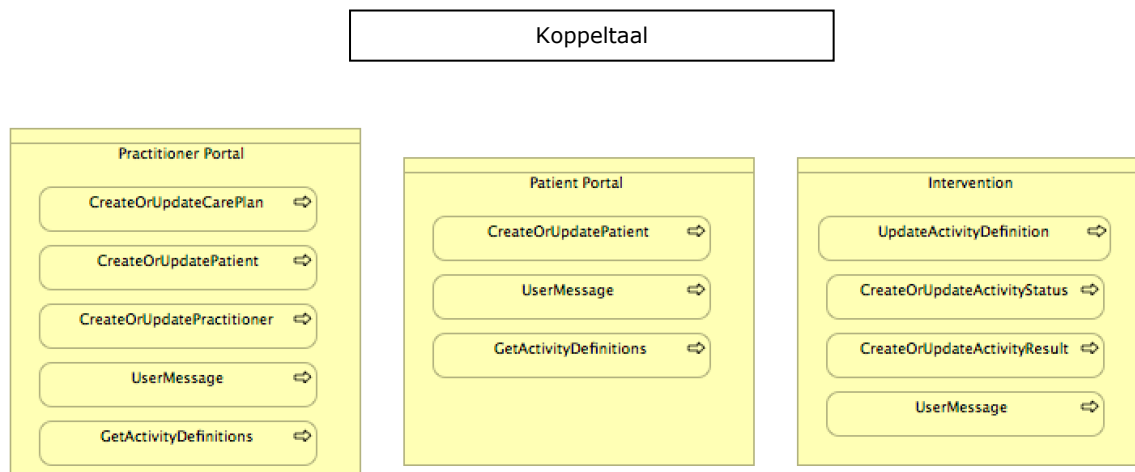 Koppeltaal
Practitioner Portal
CreateOrUpdateCarePlan
CreateOrUpdatePatient
CreateOrUpdatePractitioner
UserMessage
GetActivityDefinitions
Patient Portal
CreateOrUpdatePatient
UserMessage
GetActivityDefinitions
Intervention
UpdateActivityDefinition
CreateOrUpdateActivityStatus
CreateOrUpdateActivityResult
UserMessage